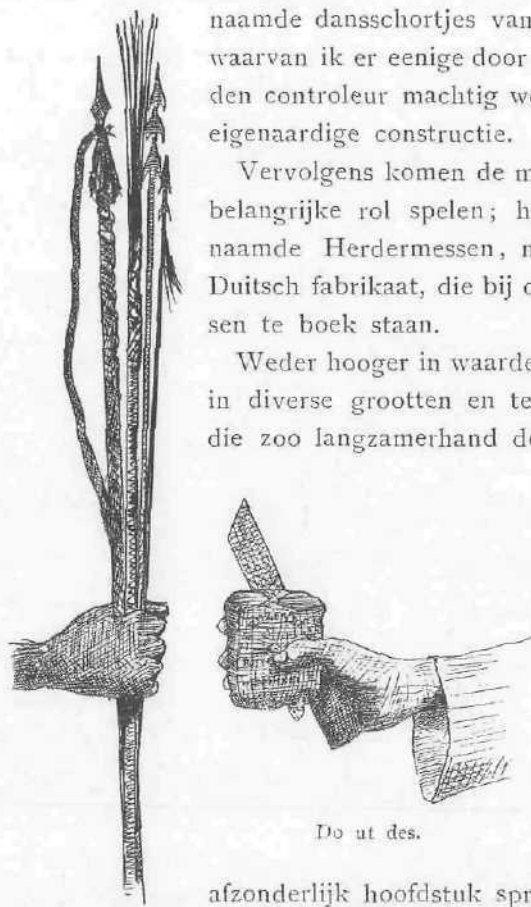 naamde dansschortjes van
waarvan ik er eenige door
den controleur machtig we
eigenaardige constructie.
Vervolgens komen de m
belangrijke rol spelen; h
naamde Herdermessen, m
Duitsch fabrikaat, die bij d
sen te boek staan.
Weder hooger in waarde
in diverse grootten en te
die zoo langzamerhand de
Do ut des.
afzonderlijk hoofdstuk spr